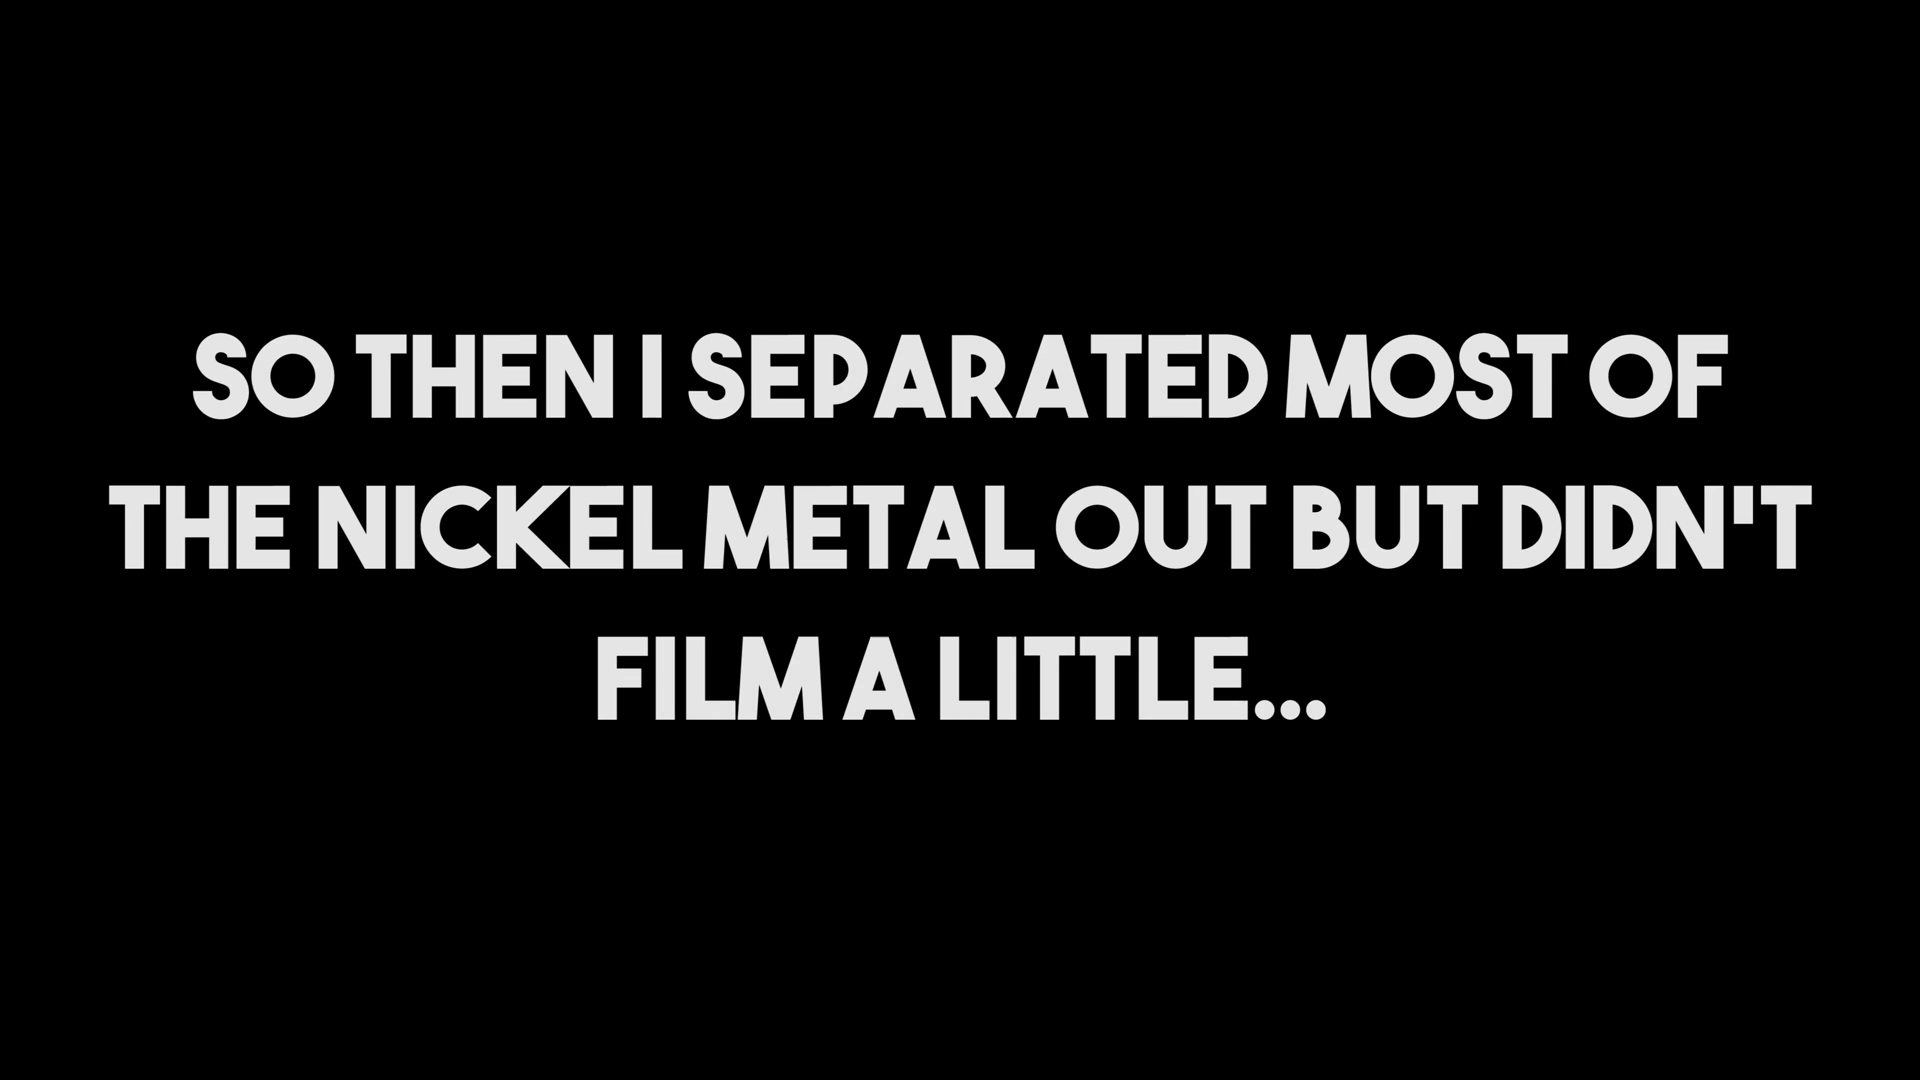 SO THEN I SEPARATED MOST OF
THE NICKEL METAL OUT BUT DIDN'T
FILM A LITTLE...